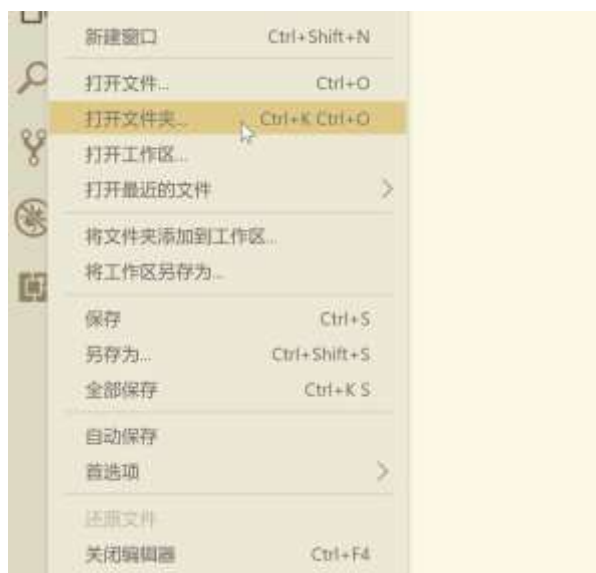 新建窗口 Ctrl+Shift+N
打开文件... Ctrl+O
打开文件夹... Ctrl+K Ctrl+O
打开工作区...
打开最近的文件
将文件夹添加到工作区...
将工作区另存为...
保存 Ctrl+S
另存为... Ctrl+Shift+S
全部保存 Ctrl+K S
自动保存
首选项
还原文件
关闭编辑器 Ctrl+F4